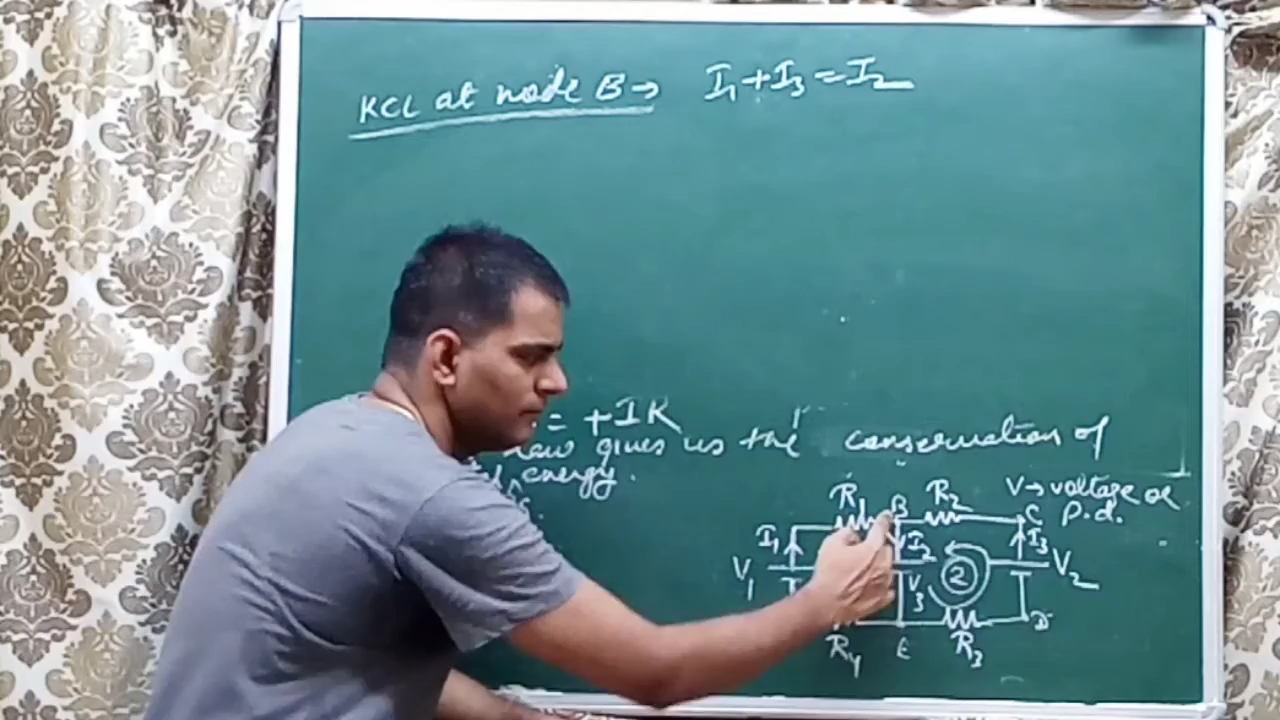 KCL at node B → I₁ + I₃ = I₂
= +IR
law gives us the conservation of
energy.
V → voltage or
P.d.
R₁ B R₂ C
I₁ I₂ I₃
V₁ V₃ 2 V₂
R₄ E R₃ D